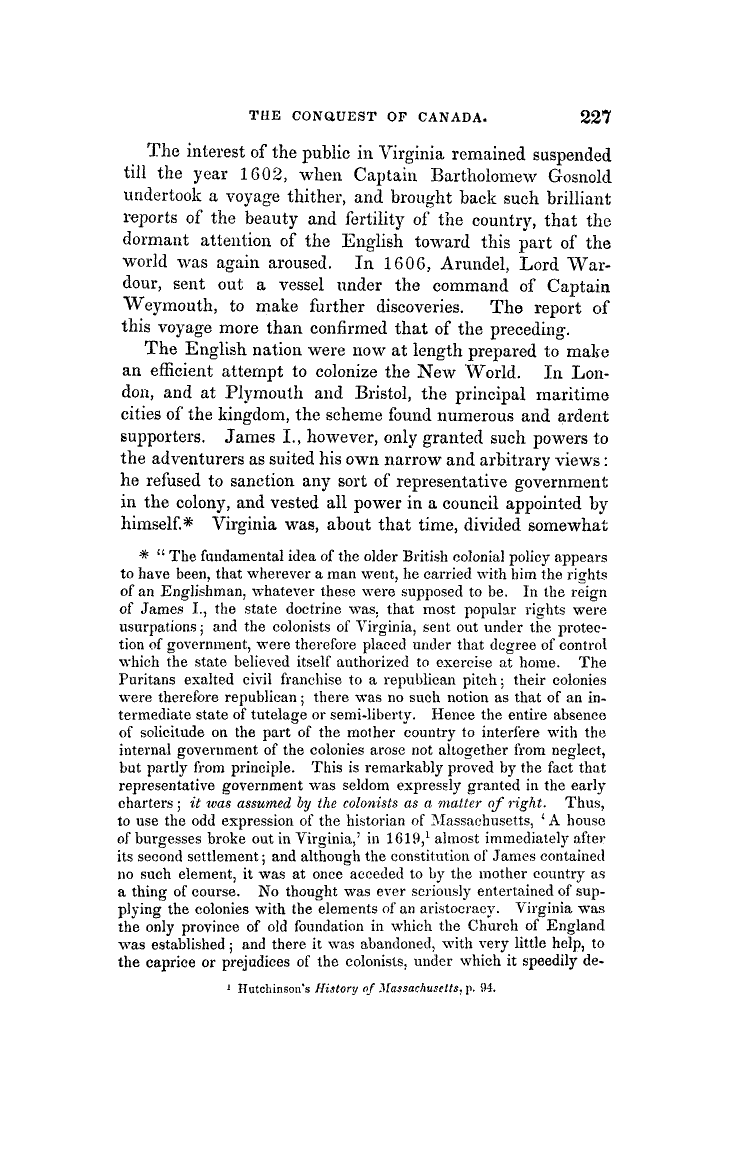 THE CONQUEST OF CANADA. 227
The interest of the public in Virginia remained suspended
till the year 1602, when Captain Bartholomew Gosnold
undertook a voyage thither, and brought back such brilliant
reports of the beauty and fertility of the country, that the
dormant attention of the English toward this part of the
world was again aroused. In 1606, Arundel, Lord War-
dour, sent out a vessel under the command of Captain
Weymouth, to make further discoveries. The report of
this voyage more than confirmed that of the preceding.
The English nation were now at length prepared to make
an efficient attempt to colonize the New World. In Lon-
don, and at Plymouth and Bristol, the principal maritime
cities of the kingdom, the scheme found numerous and ardent
supporters. James I., however, only granted such powers to
the adventurers as suited his own narrow and arbitrary views:
he refused to sanction any sort of representative government
in the colony, and vested all power in a council appointed by
himself.* Virginia was, about that time, divided somewhat
* "The fundamental idea of the older British colonial policy appears
to have been, that wherever a man went, he carried with him the rights
of an Englishman, whatever these were supposed to be. In the reign
of James I., the state doctrine was, that most popular rights were
usurpations; and the colonists of Virginia, sent out under the protec-
tion of government, were therefore placed under that degree of control
which the state believed itself authorized to exercise at home. The
Puritans exalted civil franchise to a republican pitch; their colonies
were therefore republican; there was no such notion as that of an in-
termediate state of tutelage or semi-liberty. Hence the entire absence
of solicitude on the part of the mother country to interfere with the
internal government of the colonies arose not altogether from neglect,
but partly from principle. This is remarkably proved by the fact that
representative government was seldom expressly granted in the early
charters; it was assumed by the colonists as a matter of right. Thus,
to use the odd expression of the historian of Massachusetts, 'A house
of burgesses broke out in Virginia,' in 1619,¹ almost immediately after
its second settlement; and although the constitution of James contained
no such element, it was at once acceded to by the mother country as
a thing of course. No thought was ever seriously entertained of sup-
plying the colonies with the elements of an aristocracy. Virginia was
the only province of old foundation in which the Church of England
was established; and there it was abandoned, with very little help, to
the caprice or prejudices of the colonists, under which it speedily de-
¹ Hutchinson's History of Massachusetts, p. 94.